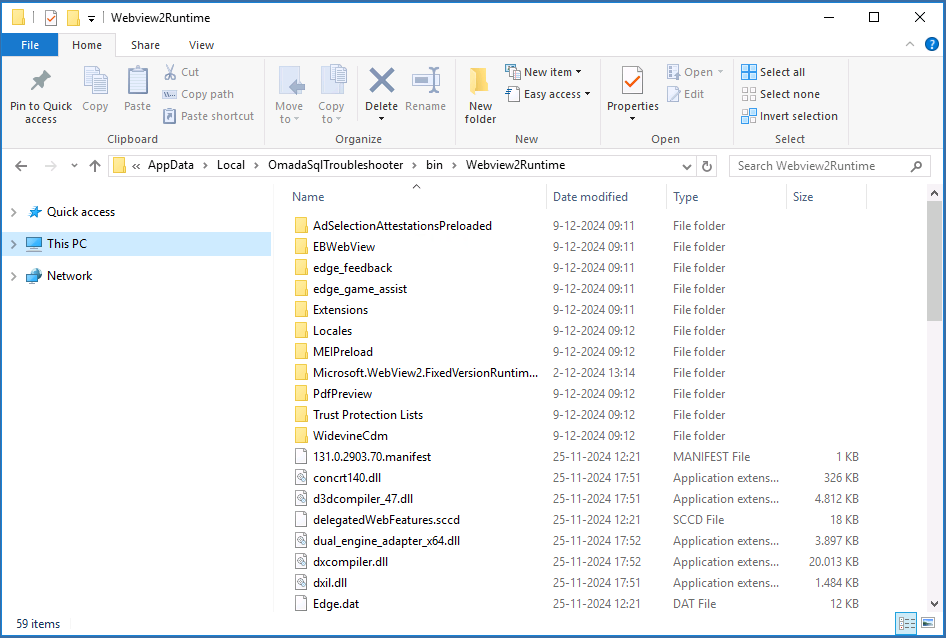 Webview2Runtime
File Home Share View
Pin to Quick access
Copy
Paste
Cut
Copy path
Paste shortcut
Clipboard
Move to
Copy to
Delete
Rename
Organize
New folder
New item
Easy access
New
Properties
Open
Edit
Open
Select all
Select none
Invert selection
Select
« AppData › Local › OmadaSqlTroubleshooter › bin › Webview2Runtime
Search Webview2Runtime
Quick access
This PC
Network
Name Date modified Type Size
AdSelectionAttestationsPreloaded 9-12-2024 09:11 File folder
EBWebView 9-12-2024 09:11 File folder
edge_feedback 9-12-2024 09:11 File folder
edge_game_assist 9-12-2024 09:11 File folder
Extensions 9-12-2024 09:11 File folder
Locales 9-12-2024 09:12 File folder
MEIPreload 9-12-2024 09:12 File folder
Microsoft.WebView2.FixedVersionRuntim... 2-12-2024 13:14 File folder
PdfPreview 9-12-2024 09:12 File folder
Trust Protection Lists 9-12-2024 09:12 File folder
WidevineCdm 9-12-2024 09:12 File folder
131.0.2903.70.manifest 25-11-2024 12:21 MANIFEST File 1 KB
concrt140.dll 25-11-2024 17:51 Application extens... 326 KB
d3dcompiler_47.dll 25-11-2024 17:51 Application extens... 4.812 KB
delegatedWebFeatures.sccd 25-11-2024 12:21 SCCD File 18 KB
dual_engine_adapter_x64.dll 25-11-2024 17:52 Application extens... 3.897 KB
dxcompiler.dll 25-11-2024 17:52 Application extens... 20.013 KB
dxil.dll 25-11-2024 17:51 Application extens... 1.484 KB
Edge.dat 25-11-2024 12:21 DAT File 12 KB
59 items